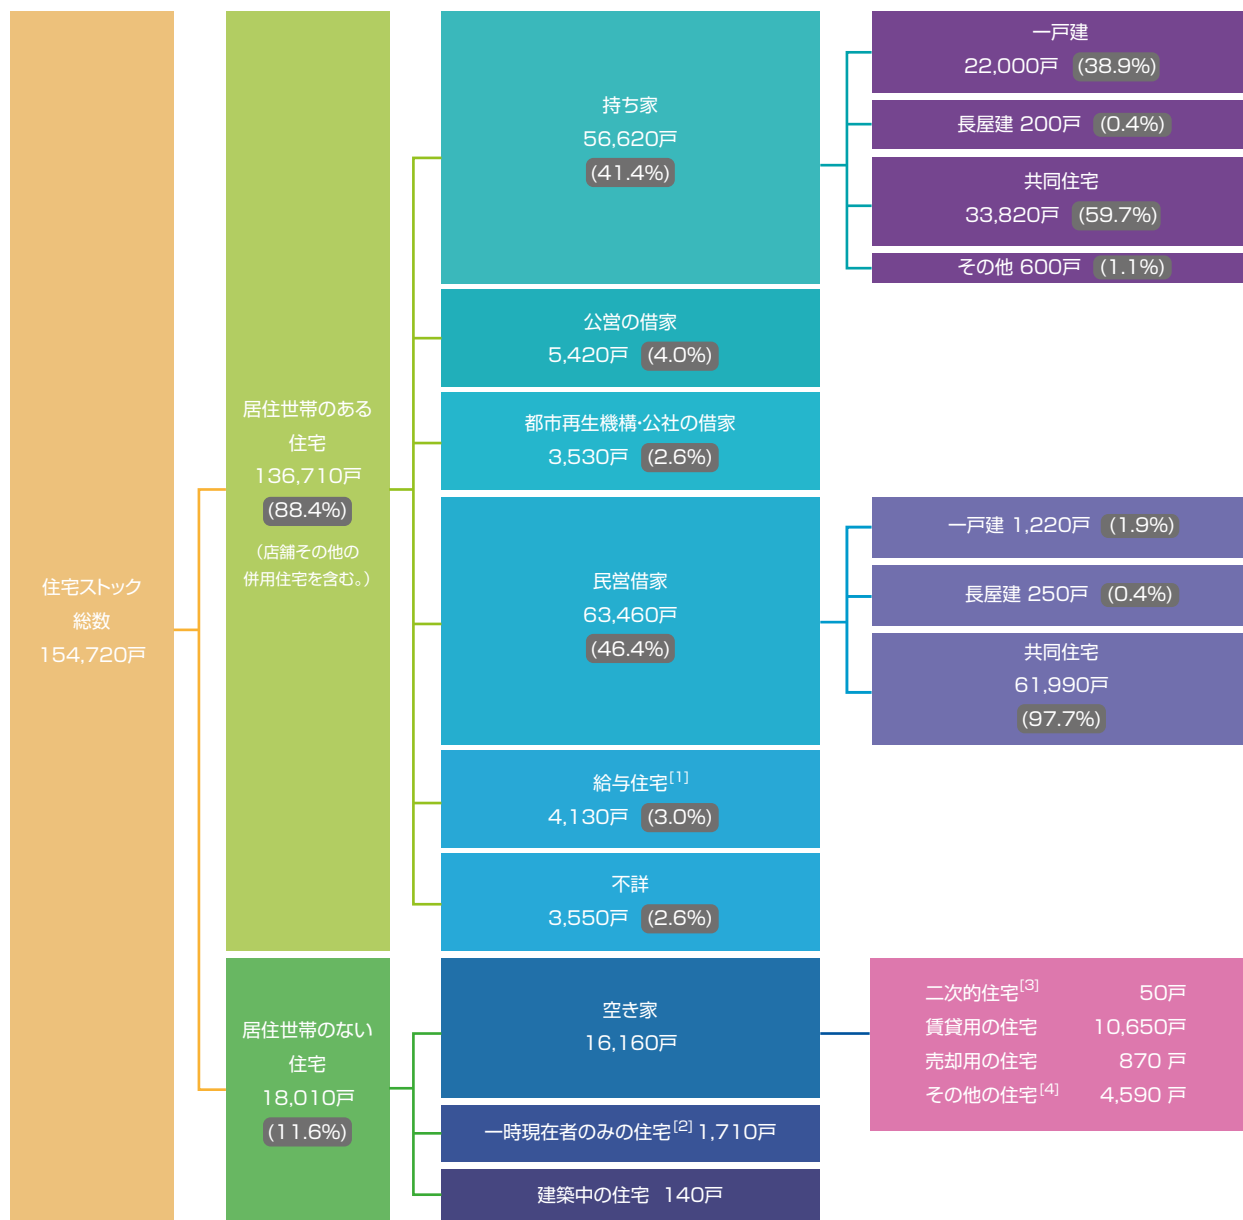 住宅ストック
総数
154,720戸
居住世帯のある
住宅
136,710戸
(88.4%)
（店舗その他の
併用住宅を含む。）
持ち家
56,620戸
(41.4%)
一戸建
22,000戸 (38.9%)
長屋建 200戸 (0.4%)
共同住宅
33,820戸 (59.7%)
その他 600戸 (1.1%)
公営の借家
5,420戸 (4.0%)
都市再生機構・公社の借家
3,530戸 (2.6%)
民営借家
63,460戸
(46.4%)
一戸建 1,220戸 (1.9%)
長屋建 250戸 (0.4%)
共同住宅
61,990戸
(97.7%)
給与住宅[1]
4,130戸 (3.0%)
不詳
3,550戸 (2.6%)
居住世帯のない
住宅
18,010戸
(11.6%)
空き家
16,160戸
二次的住宅[3] 50戸
賃貸用の住宅 10,650戸
売却用の住宅 870 戸
その他の住宅[4] 4,590 戸
一時現在者のみの住宅[2] 1,710戸
建築中の住宅 140戸